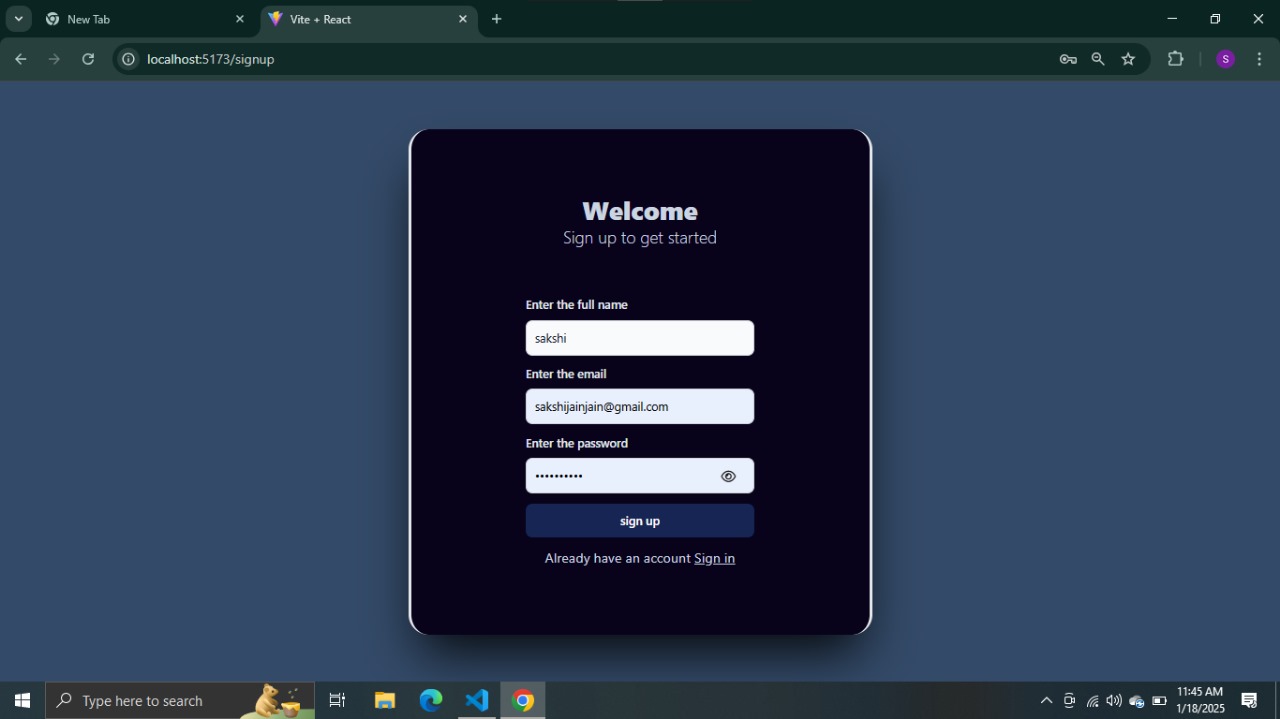 New Tab
Vite + React
localhost:5173/signup
S
Welcome
Sign up to get started
Enter the full name
sakshi
Enter the email
sakshijainjain@gmail.com
Enter the password
••••••••••
sign up
Already have an account Sign in
Type here to search
11:45 AM
1/18/2025